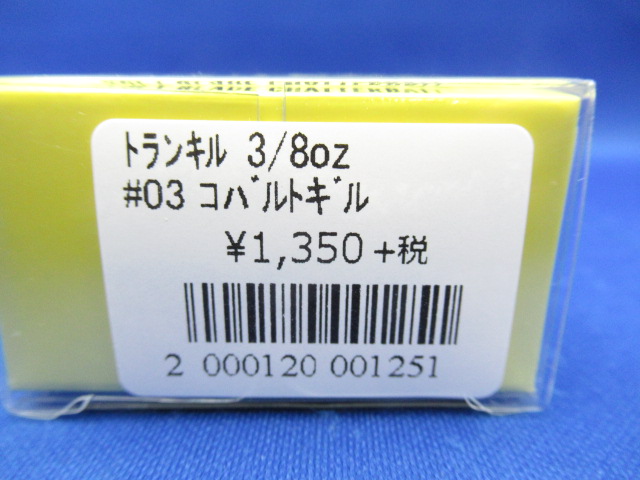 ﾄﾗﾝｷﾙ 3/8oz
#03 ｺﾊﾞﾙﾄｷﾞﾙ
¥1,350 +税
2 000120 001251